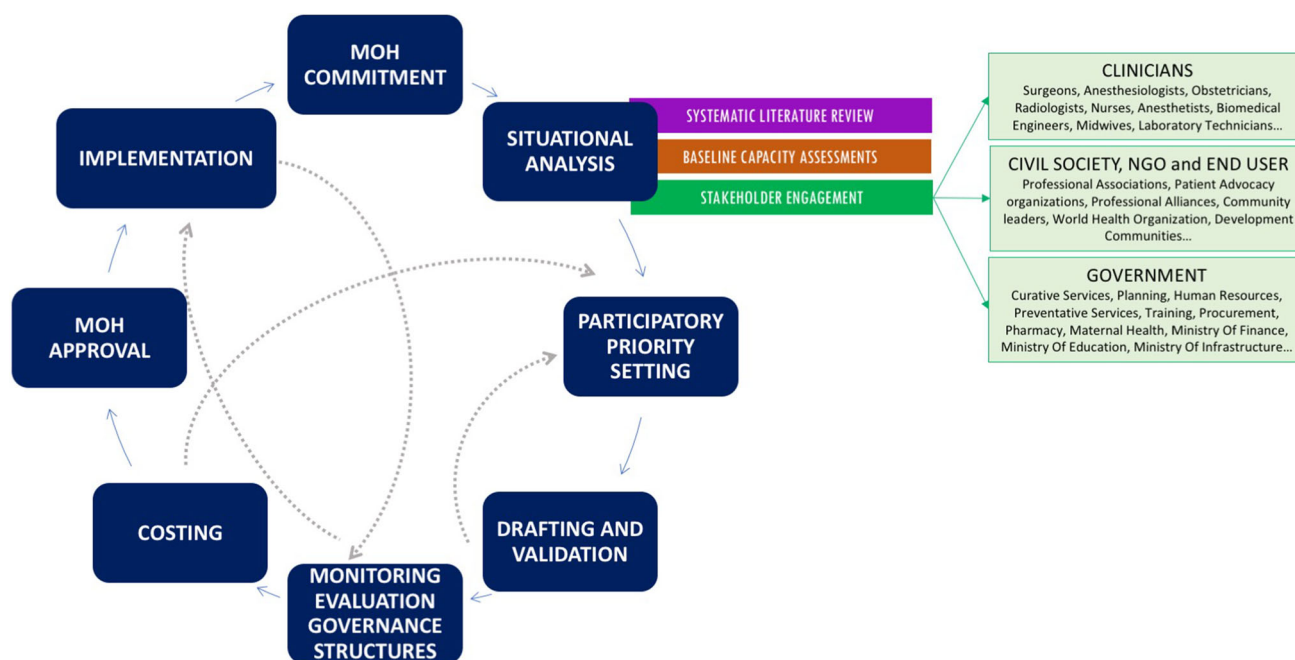 MOH
COMMITMENT
SITUATIONAL
ANALYSIS
SYSTEMATIC LITERATURE REVIEW
BASELINE CAPACITY ASSESSMENTS
STAKEHOLDER ENGAGEMENT
CLINICIANS
Surgeons, Anesthesiologists, Obstetricians,
Radiologists, Nurses, Anesthetists, Biomedical
Engineers, Midwives, Laboratory Technicians...
CIVIL SOCIETY, NGO and END USER
Professional Associations, Patient Advocacy
organizations, Professional Alliances, Community
leaders, World Health Organization, Development
Communities...
GOVERNMENT
Curative Services, Planning, Human Resources,
Preventative Services, Training, Procurement,
Pharmacy, Maternal Health, Ministry Of Finance,
Ministry Of Education, Ministry Of Infrastructure...
PARTICIPATORY
PRIORITY
SETTING
DRAFTING AND
VALIDATION
MONITORING
EVALUATION
GOVERNANCE
STRUCTURES
COSTING
MOH
APPROVAL
IMPLEMENTATION